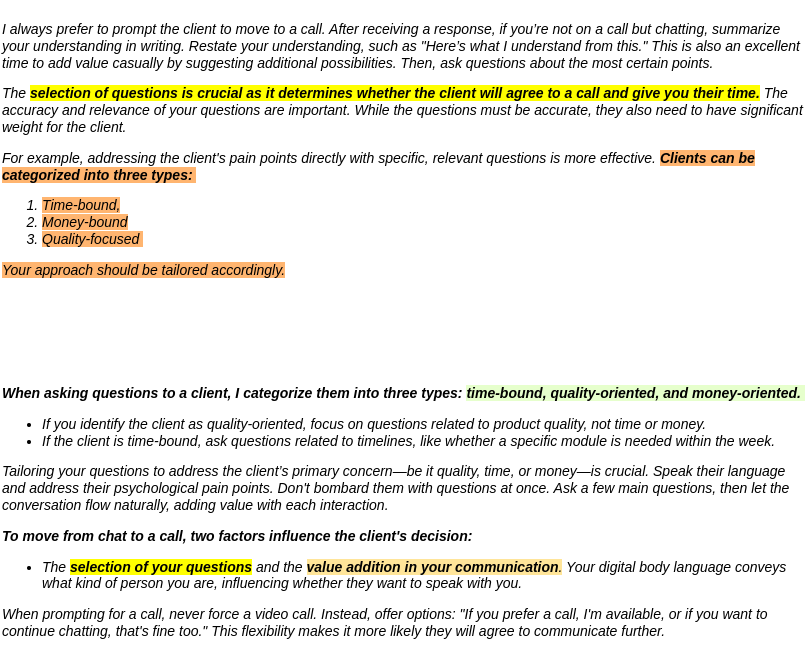 I always prefer to prompt the client to move to a call. After receiving a response, if you're not on a call but chatting, summarize
your understanding in writing. Restate your understanding, such as "Here's what I understand from this." This is also an excellent
time to add value casually by suggesting additional possibilities. Then, ask questions about the most certain points.
The selection of questions is crucial as it determines whether the client will agree to a call and give you their time. The
accuracy and relevance of your questions are important. While the questions must be accurate, they also need to have significant
weight for the client.
For example, addressing the client's pain points directly with specific, relevant questions is more effective. Clients can be
categorized into three types:
1. Time-bound,
2. Money-bound
3. Quality-focused
Your approach should be tailored accordingly.
When asking questions to a client, I categorize them into three types: time-bound, quality-oriented, and money-oriented.
• If you identify the client as quality-oriented, focus on questions related to product quality, not time or money.
• If the client is time-bound, ask questions related to timelines, like whether a specific module is needed within the week.
Tailoring your questions to address the client's primary concern—be it quality, time, or money—is crucial. Speak their language
and address their psychological pain points. Don't bombard them with questions at once. Ask a few main questions, then let the
conversation flow naturally, adding value with each interaction.
To move from chat to a call, two factors influence the client's decision:
• The selection of your questions and the value addition in your communication. Your digital body language conveys
what kind of person you are, influencing whether they want to speak with you.
When prompting for a call, never force a video call. Instead, offer options: "If you prefer a call, I'm available, or if you want to
continue chatting, that's fine too." This flexibility makes it more likely they will agree to communicate further.